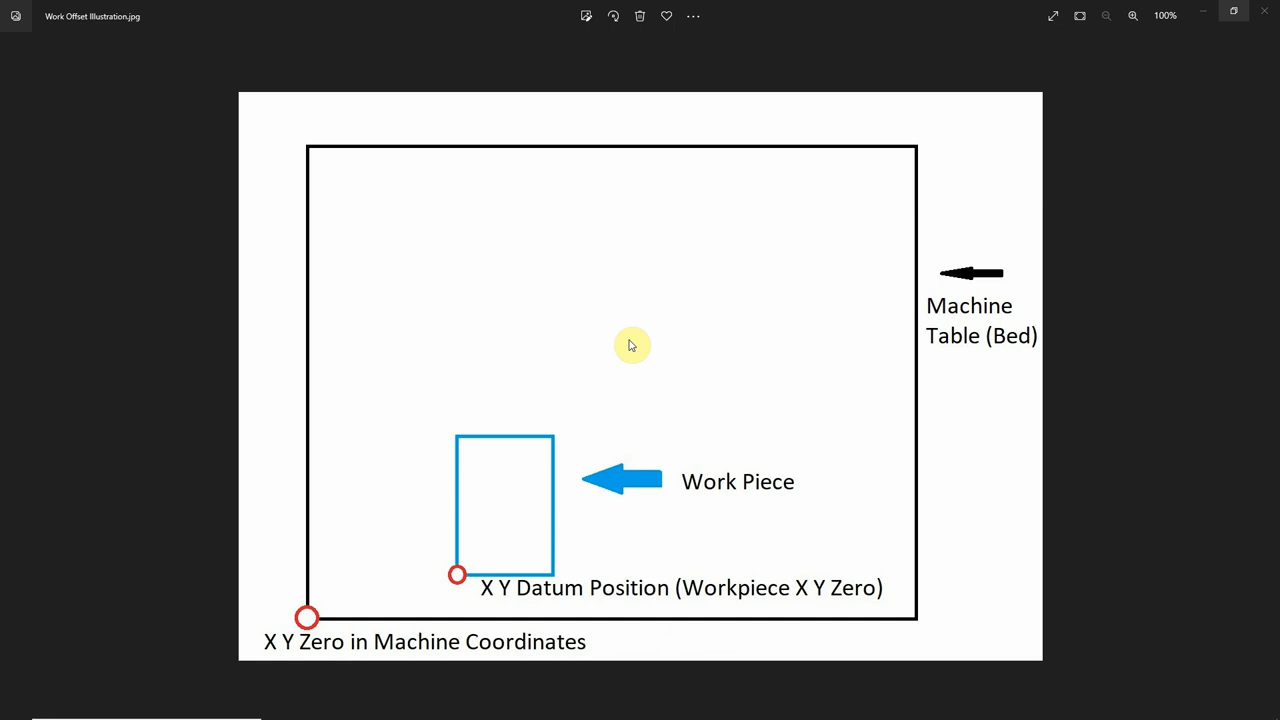 Work Offset Illustration.jpg
100%
Machine
Table (Bed)
Work Piece
X Y Datum Position (Workpiece X Y Zero)
X Y Zero in Machine Coordinates